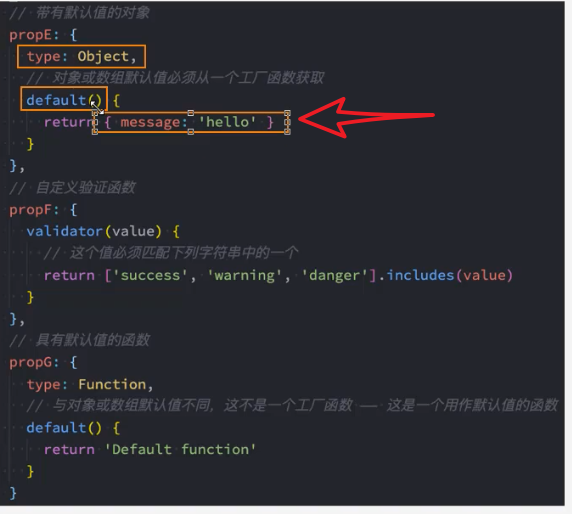 // 带有默认值的对象
propE: {
type: Object,
// 对象或数组默认值必须从一个工厂函数获取
default() {
return { message: 'hello' }
}
},
// 自定义验证函数
propF: {
validator(value) {
// 这个值必须匹配下列字符串中的一个
return ['success', 'warning', 'danger'].includes(value)
}
},
// 具有默认值的函数
propG: {
type: Function,
// 与对象或数组默认值不同，这不是一个工厂函数 —— 这是一个用作默认值的函数
default() {
return 'Default function'
}
}